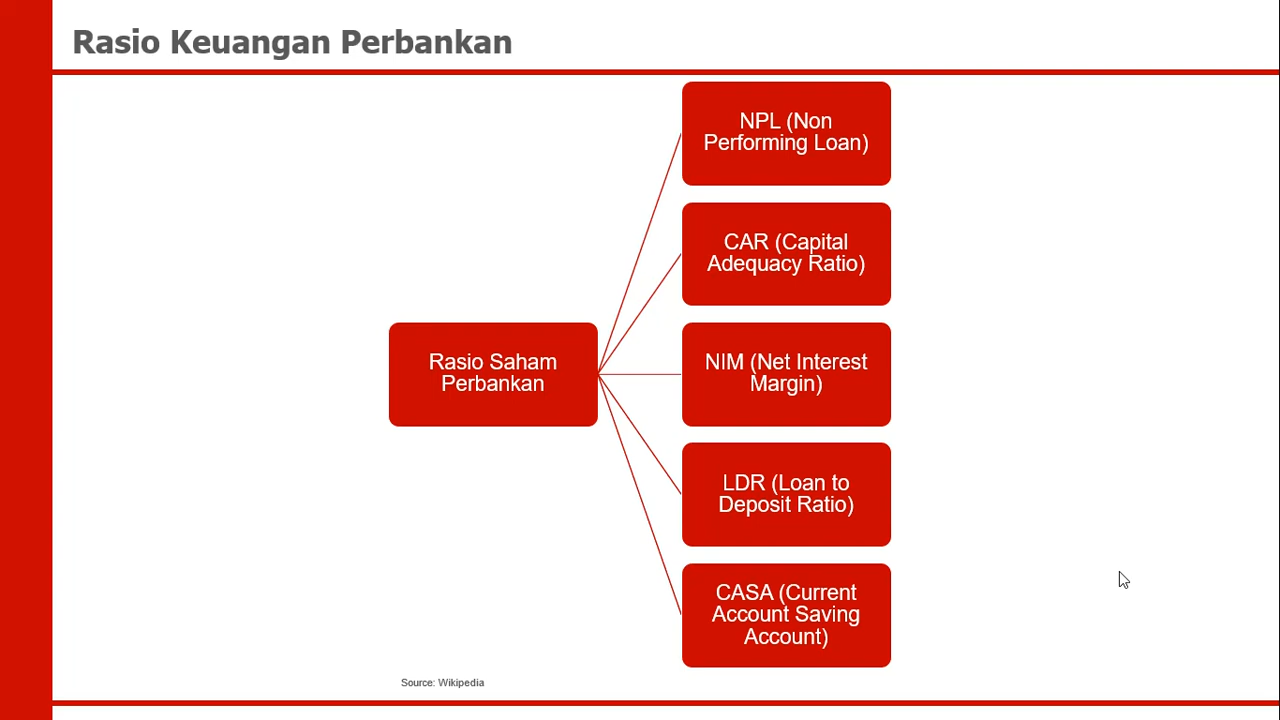 Rasio Keuangan Perbankan
NPL (Non
Performing Loan)
CAR (Capital
Adequacy Ratio)
Rasio Saham
Perbankan
NIM (Net Interest
Margin)
LDR (Loan to
Deposit Ratio)
CASA (Current
Account Saving
Account)
Source: Wikipedia